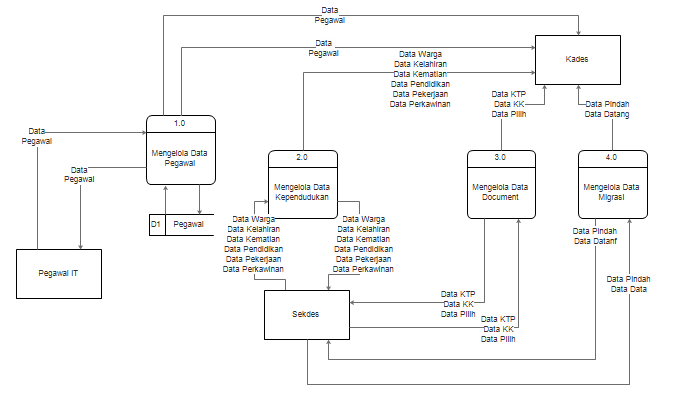 Data
Pegawai
Data
Pegawai
Kades
Data Warga
Data Kelahiran
Data Kematian
Data Pendidikan
Data Pekerjaan
Data Perkawinan
Data KTP
Data KK
Data Pilih
Data Pindah
Data Datang
1.0
Mengelola Data
Pegawai
Data
Pegawai
Data
Pegawai
2.0
Mengelola Data
Kependudukan
3.0
Mengelola Data
Document
4.0
Mengelola Data
Migrasi
D1 Pegawai
Data Warga
Data Kelahiran
Data Kematian
Data Pendidikan
Data Pekerjaan
Data Perkawinan
Data Warga
Data Kelahiran
Data Kematian
Data Pendidikan
Data Pekerjaan
Data Perkawinan
Data Pindah
Data Datanf
Pegawai IT
Data Pindah
Data Data
Sekdes
Data KTP
Data KK
Data Pilih
Data KTP
Data KK
Data Pilih